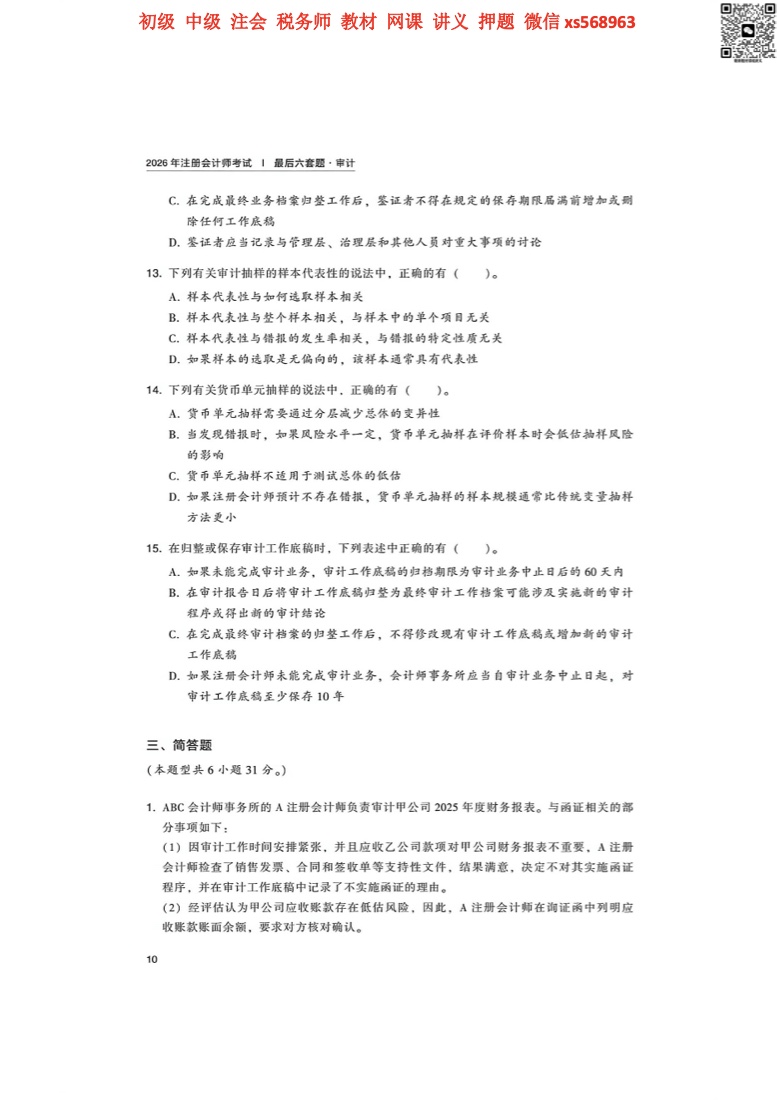 初级 中级 注会 税务师 教材 网课 讲义 押题 微信 xs568963
2026 年注册会计师考试 | 最后六套题·审计
C. 在完成最终业务档案归整工作后，鉴证者不得在规定的保存期限届满前增加或删
除任何工作底稿
D. 鉴证者应当记录与管理层、治理层和其他人员对重大事项的讨论
13. 下列有关审计抽样的样本代表性的说法中，正确的有（　　）。
A. 样本代表性与如何选取样本相关
B. 样本代表性与整个样本相关，与样本中的单个项目无关
C. 样本代表性与错报的发生率相关，与错报的特定性质无关
D. 如果样本的选取是无偏向的，该样本通常具有代表性
14. 下列有关货币单元抽样的说法中，正确的有（　　）。
A. 货币单元抽样需要通过分层减少总体的变异性
B. 当发现错报时，如果风险水平一定，货币单元抽样在评价样本时会低估抽样风险
的影响
C. 货币单元抽样不适用于测试总体的低估
D. 如果注册会计师预计不存在错报，货币单元抽样的样本规模通常比传统变量抽样
方法更小
15. 在归整或保存审计工作底稿时，下列表述中正确的有（　　）。
A. 如果未能完成审计业务，审计工作底稿的归档期限为审计业务中止日后的 60 天内
B. 在审计报告日后将审计工作底稿归整为最终审计工作档案可能涉及实施新的审计
程序或得出新的审计结论
C. 在完成最终审计档案的归整工作后，不得修改现有审计工作底稿或增加新的审计
工作底稿
D. 如果注册会计师未能完成审计业务，会计师事务所应当自审计业务中止日起，对
审计工作底稿至少保存 10 年
三、简答题
（本题型共 6 小题 31 分。）
1. ABC 会计师事务所的 A 注册会计师负责审计甲公司 2025 年度财务报表。与函证相关的部
分事项如下：
（1）因审计工作时间安排紧张，并且应收乙公司款项对甲公司财务报表不重要，A 注册
会计师检查了销售发票、合同和签收单等支持性文件，结果满意，决定不对其实施函证
程序，并在审计工作底稿中记录了不实施函证的理由。
（2）经评估认为甲公司应收账款存在低估风险，因此，A 注册会计师在询证函中列明应
收账款账面余额，要求对方核对确认。
10